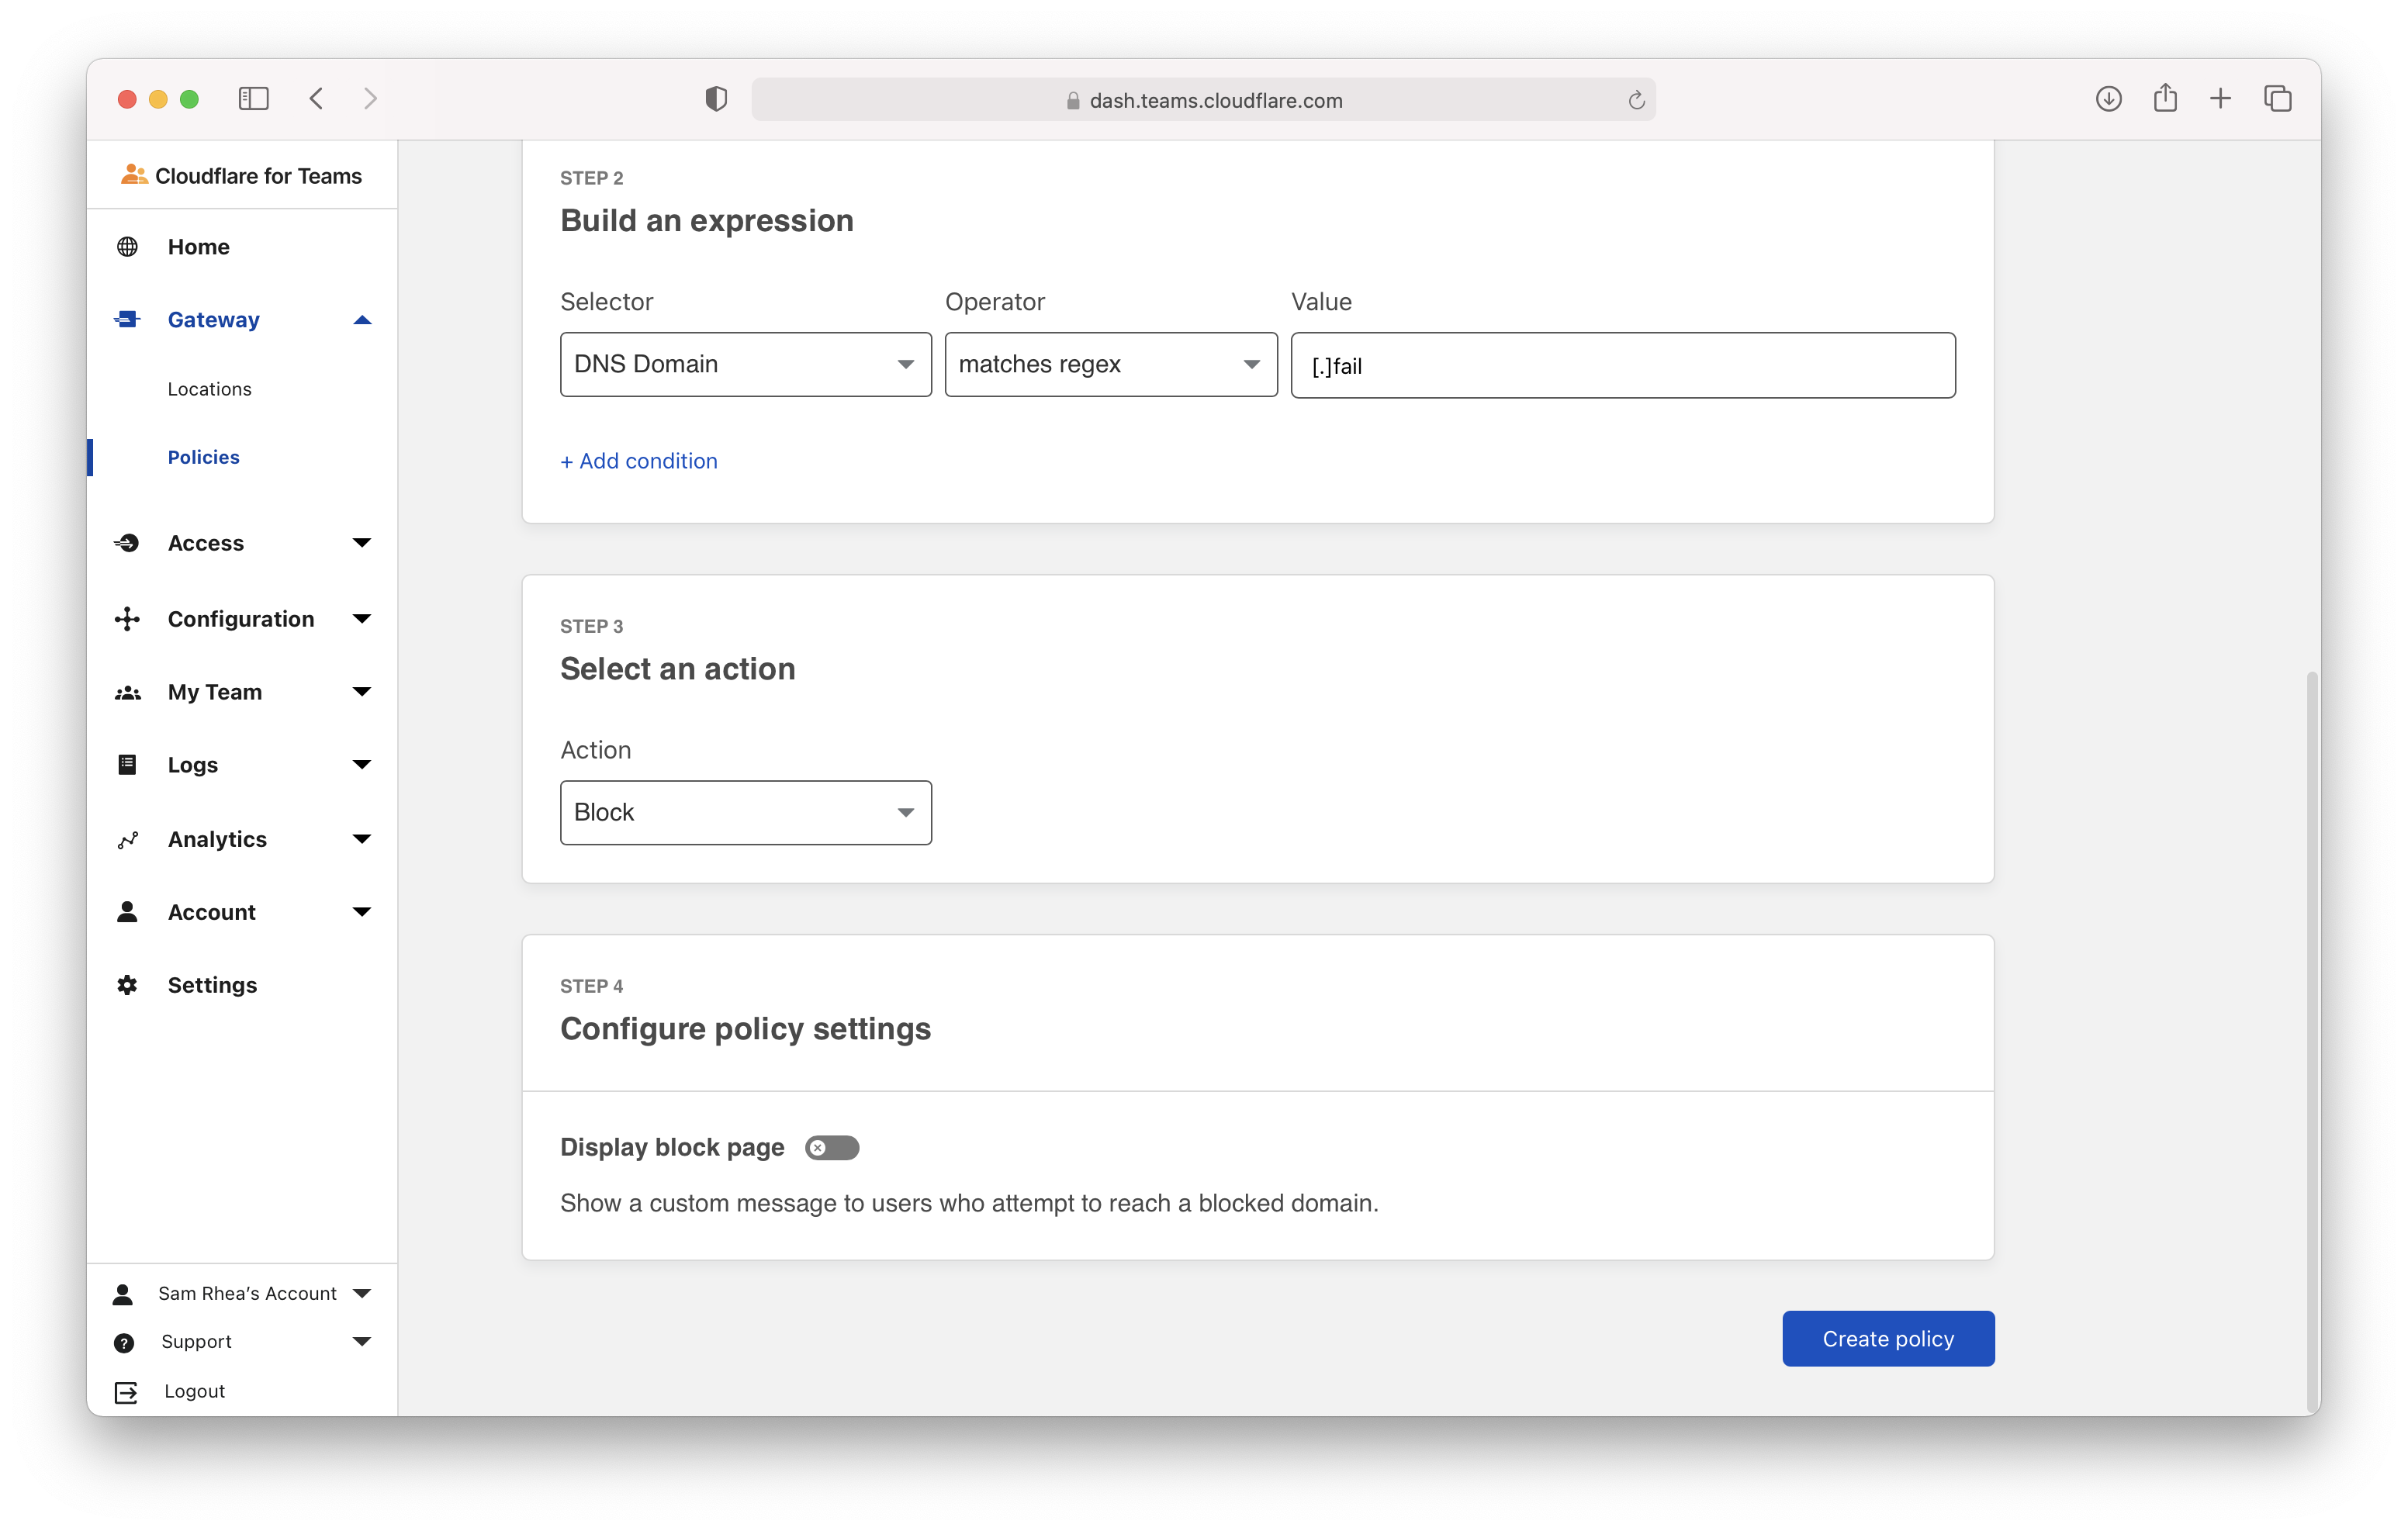 dash.teams.cloudflare.com
Cloudflare for Teams
Home
Gateway
Locations
Policies
Access
Configuration
My Team
Logs
Analytics
Account
Settings
Sam Rhea’s Account
Support
Logout
STEP 2
Build an expression
Selector Operator Value
DNS Domain matches regex [.]fail
+ Add condition
STEP 3
Select an action
Action
Block
STEP 4
Configure policy settings
Display block page
Show a custom message to users who attempt to reach a blocked domain.
Create policy